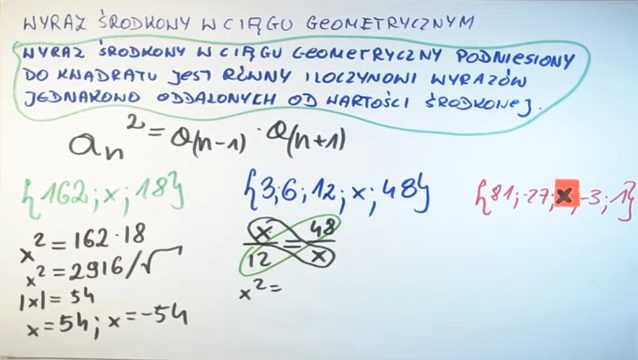 WYRAZ ŚRODKOWY W CIĄGU GEOMETRYCZNYM
WYRAZ ŚRODKOWY W CIĄGU GEOMETRYCZNY PODNIESIONY
DO KWADRATU JEST RÓWNY ILOCZYNOWI WYRAZÓW
JEDNAKOWO ODDALONYCH OD WARTOŚCI ŚRODKOWEJ.
aₙ² = a(n-1) · a(n+1)
{162; x; 18}
x² = 162 · 18
x² = 2916 /√
|x| = 54
x = 54; x = -54
{3; 6; 12; x; 48}
x/12 = 48/x
x² =
{81; -27; x; -3; 1}